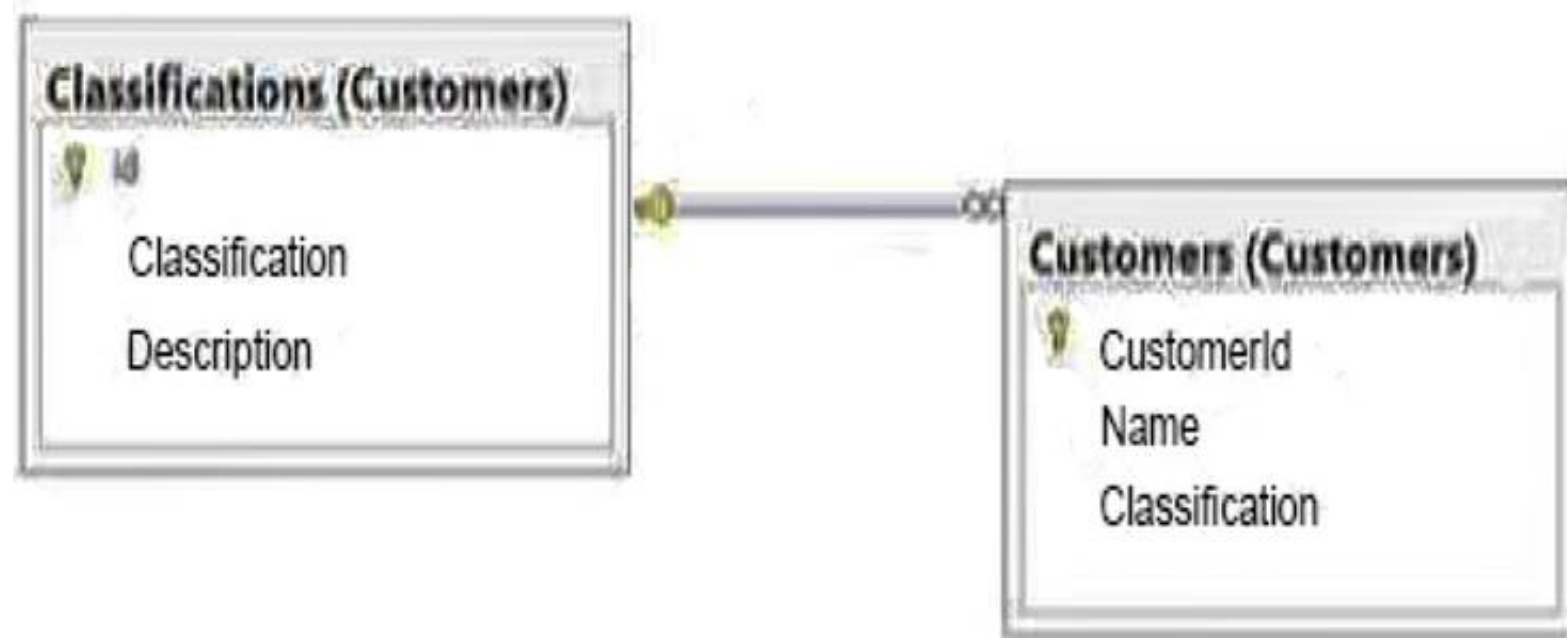 Classifications (Customers)
Id
Classification
Description
Customers (Customers)
CustomerId
Name
Classification